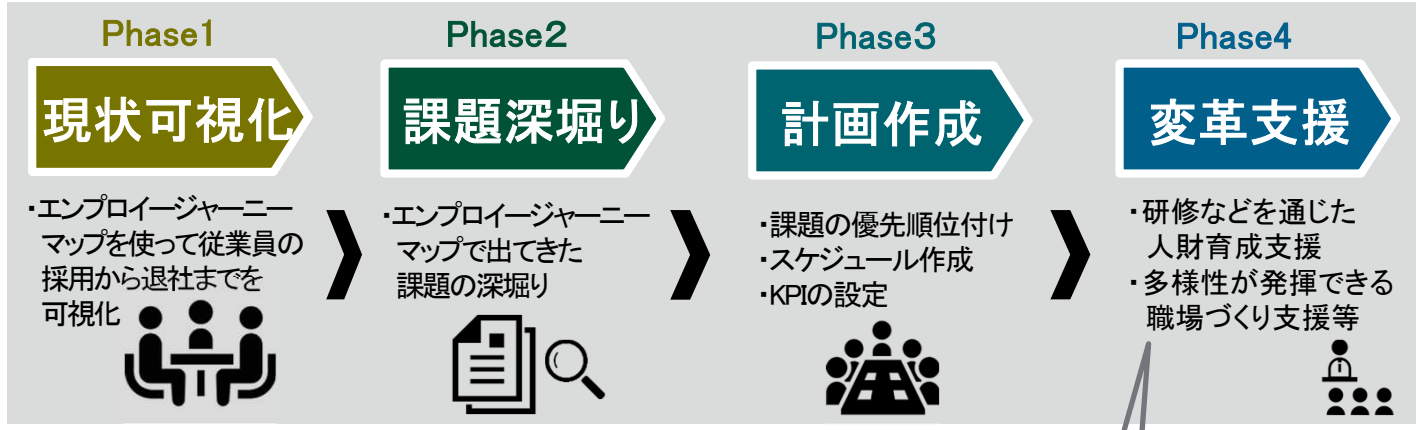 Phase1
現状可視化
・エンプロイージャーニー
マップを使って従業員の
採用から退社までを
可視化
Phase2
課題深堀り
・エンプロイージャーニー
マップで出てきた
課題の深堀り
Phase3
計画作成
・課題の優先順位付け
・スケジュール作成
・KPIの設定
Phase4
変革支援
・研修などを通じた
人財育成支援
・多様性が発揮できる
職場づくり支援等